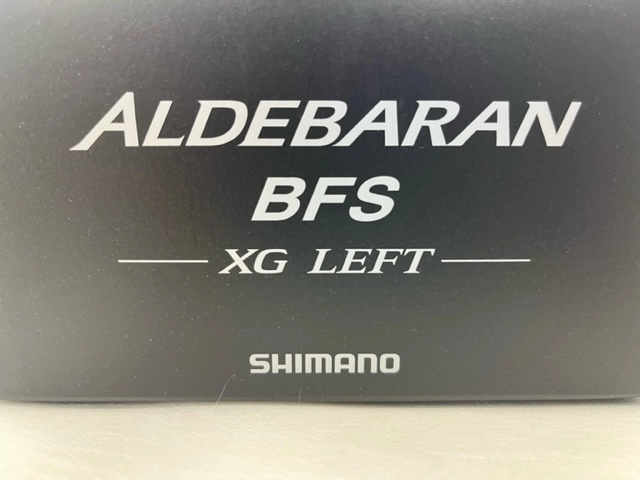 ALDEBARAN
BFS
XG LEFT
SHIMANO